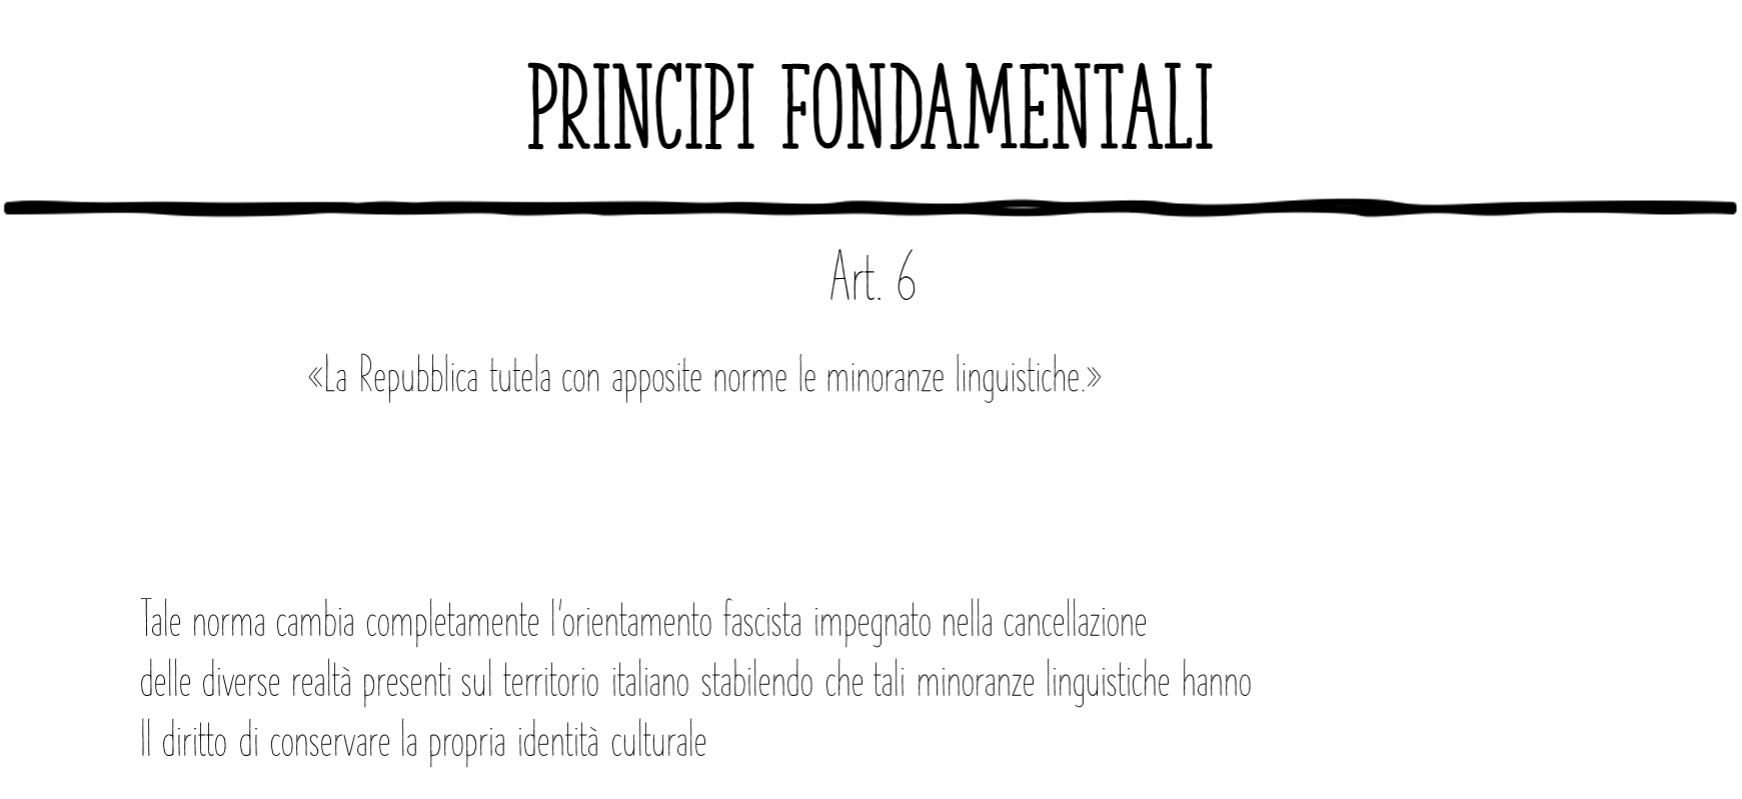 PRINCIPI FONDAMENTALI
Art. 6
«La Repubblica tutela con apposite norme le minoranze linguistiche.»
Tale norma cambia completamente l'orientamento fascista impegnato nella cancellazione
delle diverse realtà presenti sul territorio italiano stabilendo che tali minoranze linguistiche hanno
Il diritto di conservare la propria identità culturale